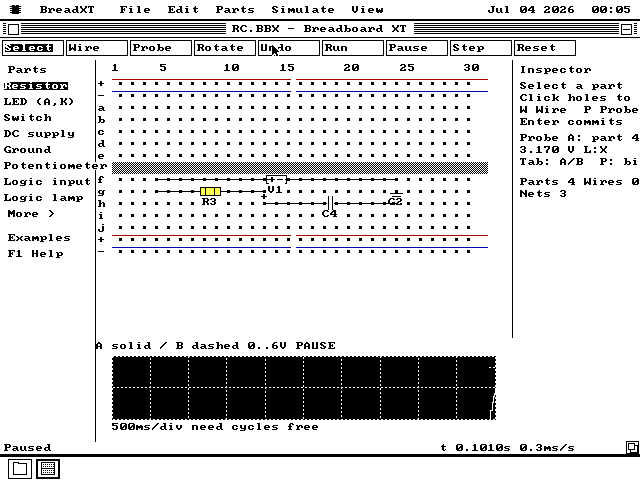 BreadXT File Edit Parts Simulate View Jul 04 2026 00:05
RC.BBX - Breadboard XT
Select Wire Probe Rotate Undo Run Pause Step Reset
Parts
Resistor
LED (A,K)
Switch
DC supply
Ground
Potentiometer
Logic input
Logic lamp
More >
Examples
F1 Help
1 5 10 15 20 25 30
+
-
a
b
c
d
e
f
g
h
i
j
+
-
+ -
V1
+
R3
C4
C2
Inspector
Select a part
Click holes to
W Wire P Probe
Enter commits
Probe A: part 4
3.170 V L:X
Tab: A/B P: bi
Parts 4 Wires 0
Nets 3
A solid / B dashed 0..6V PAUSE
500ms/div need cycles free
Paused t 0.1010s 0.3ms/s